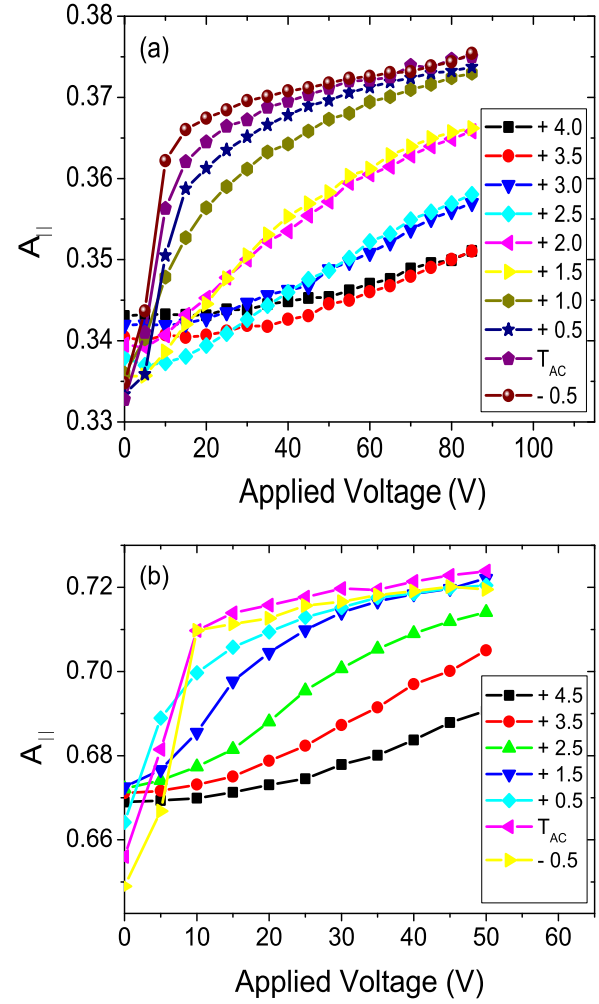 0.38
(a)
0.37
0.36
0.35
0.34
0.33
A||
+ 4.0
+ 3.5
+ 3.0
+ 2.5
+ 2.0
+ 1.5
+ 1.0
+ 0.5
TAC
- 0.5
0 20 40 60 80 100
Applied Voltage (V)
(b)
0.72
0.70
0.68
0.66
A||
+ 4.5
+ 3.5
+ 2.5
+ 1.5
+ 0.5
TAC
- 0.5
0 10 20 30 40 50 60
Applied Voltage (V)